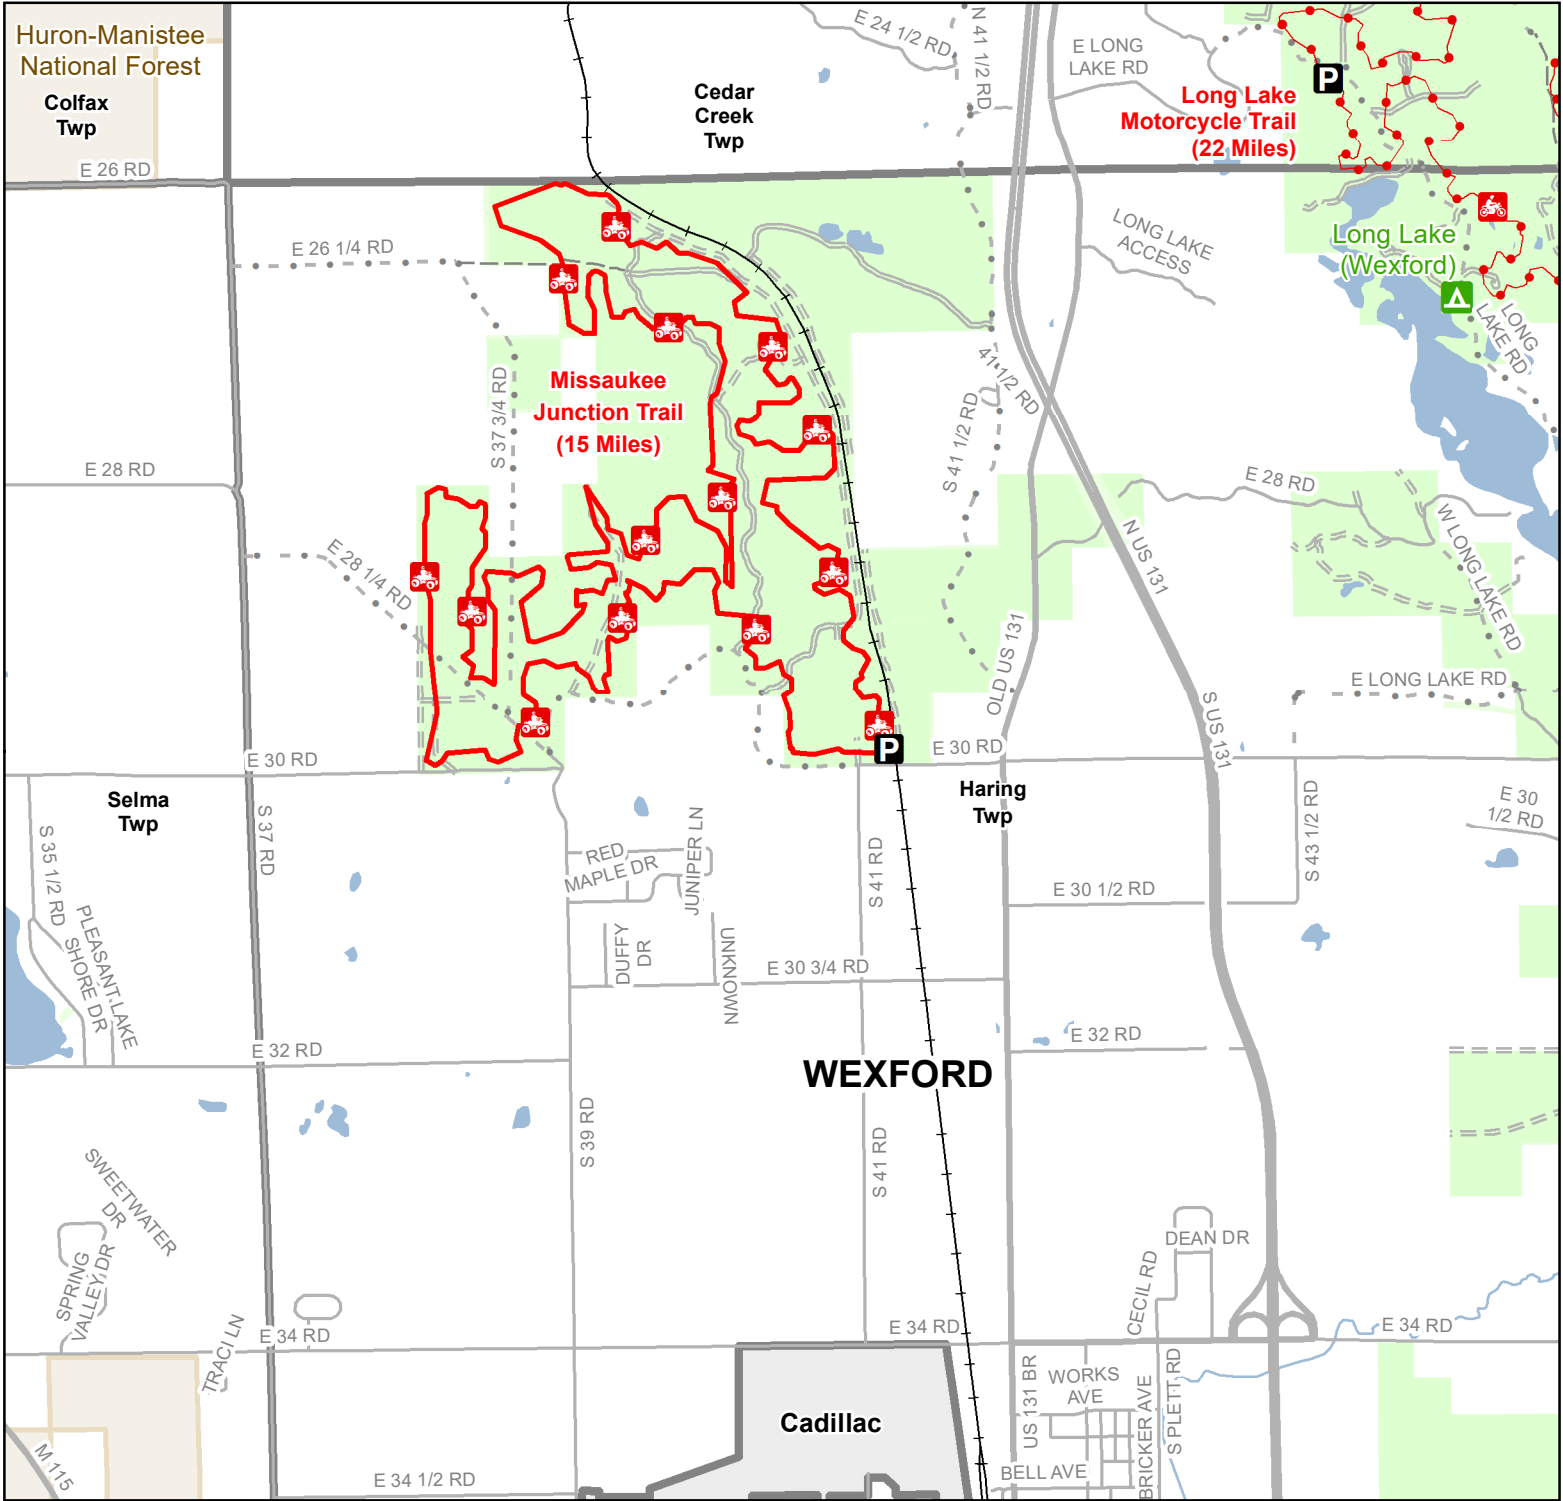 Huron-Manistee
National Forest
Colfax
Twp
E 26 RD
Cedar
Creek
Twp
E 24 1/2 RD
N 41 1/2 RD
E LONG
LAKE RD
P
Long Lake
Motorcycle Trail
(22 Miles)
E 26 1/4 RD
LONG LAKE
ACCESS
Long Lake
(Wexford)
LONG
LAKE RD
41 1/2 RD
Missaukee
Junction Trail
(15 Miles)
S 37 3/4 RD
S 41 1/2 RD
E 28 RD
E 28 RD
E 28 1/4 RD
N US 131
W LONG LAKE RD
OLD US 131
S US 131
E LONG LAKE RD
P
E 30 RD
E 30 RD
Selma
Twp
Haring
Twp
S 37 RD
S 35 1/2 RD
PLEASANT LAKE
SHORE DR
RED
MAPLE DR
JUNIPER LN
S 41 RD
S 43 1/2 RD
E 30
1/2 RD
E 30 1/2 RD
DUFFY
DR
UNKNOWN
E 30 3/4 RD
E 32 RD
E 32 RD
WEXFORD
S 39 RD
S 41 RD
SWEETWATER
DR
SPRING
VALLEY DR
TRACI LN
DEAN DR
CECIL RD
E 34 RD
E 34 RD
E 34 RD
Cadillac
US 131 BR
WORKS
AVE
BRICKER AVE
S PLETT RD
BELL AVE
M 115
E 34 1/2 RD